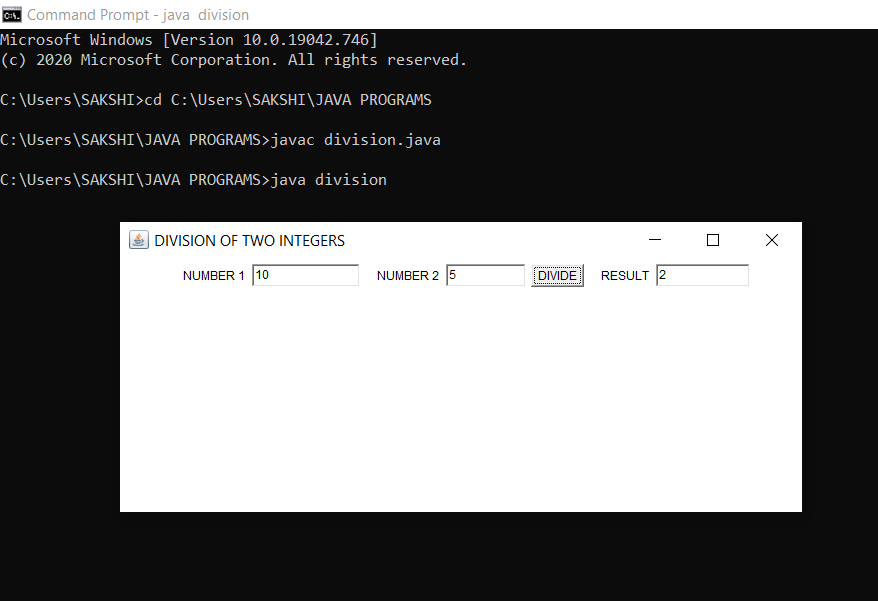 Command Prompt - java  division
Microsoft Windows [Version 10.0.19042.746]
(c) 2020 Microsoft Corporation. All rights reserved.
C:\Users\SAKSHI>cd C:\Users\SAKSHI\JAVA PROGRAMS
C:\Users\SAKSHI\JAVA PROGRAMS>javac division.java
C:\Users\SAKSHI\JAVA PROGRAMS>java division
DIVISION OF TWO INTEGERS
NUMBER 1 10 NUMBER 2 5 DIVIDE RESULT 2